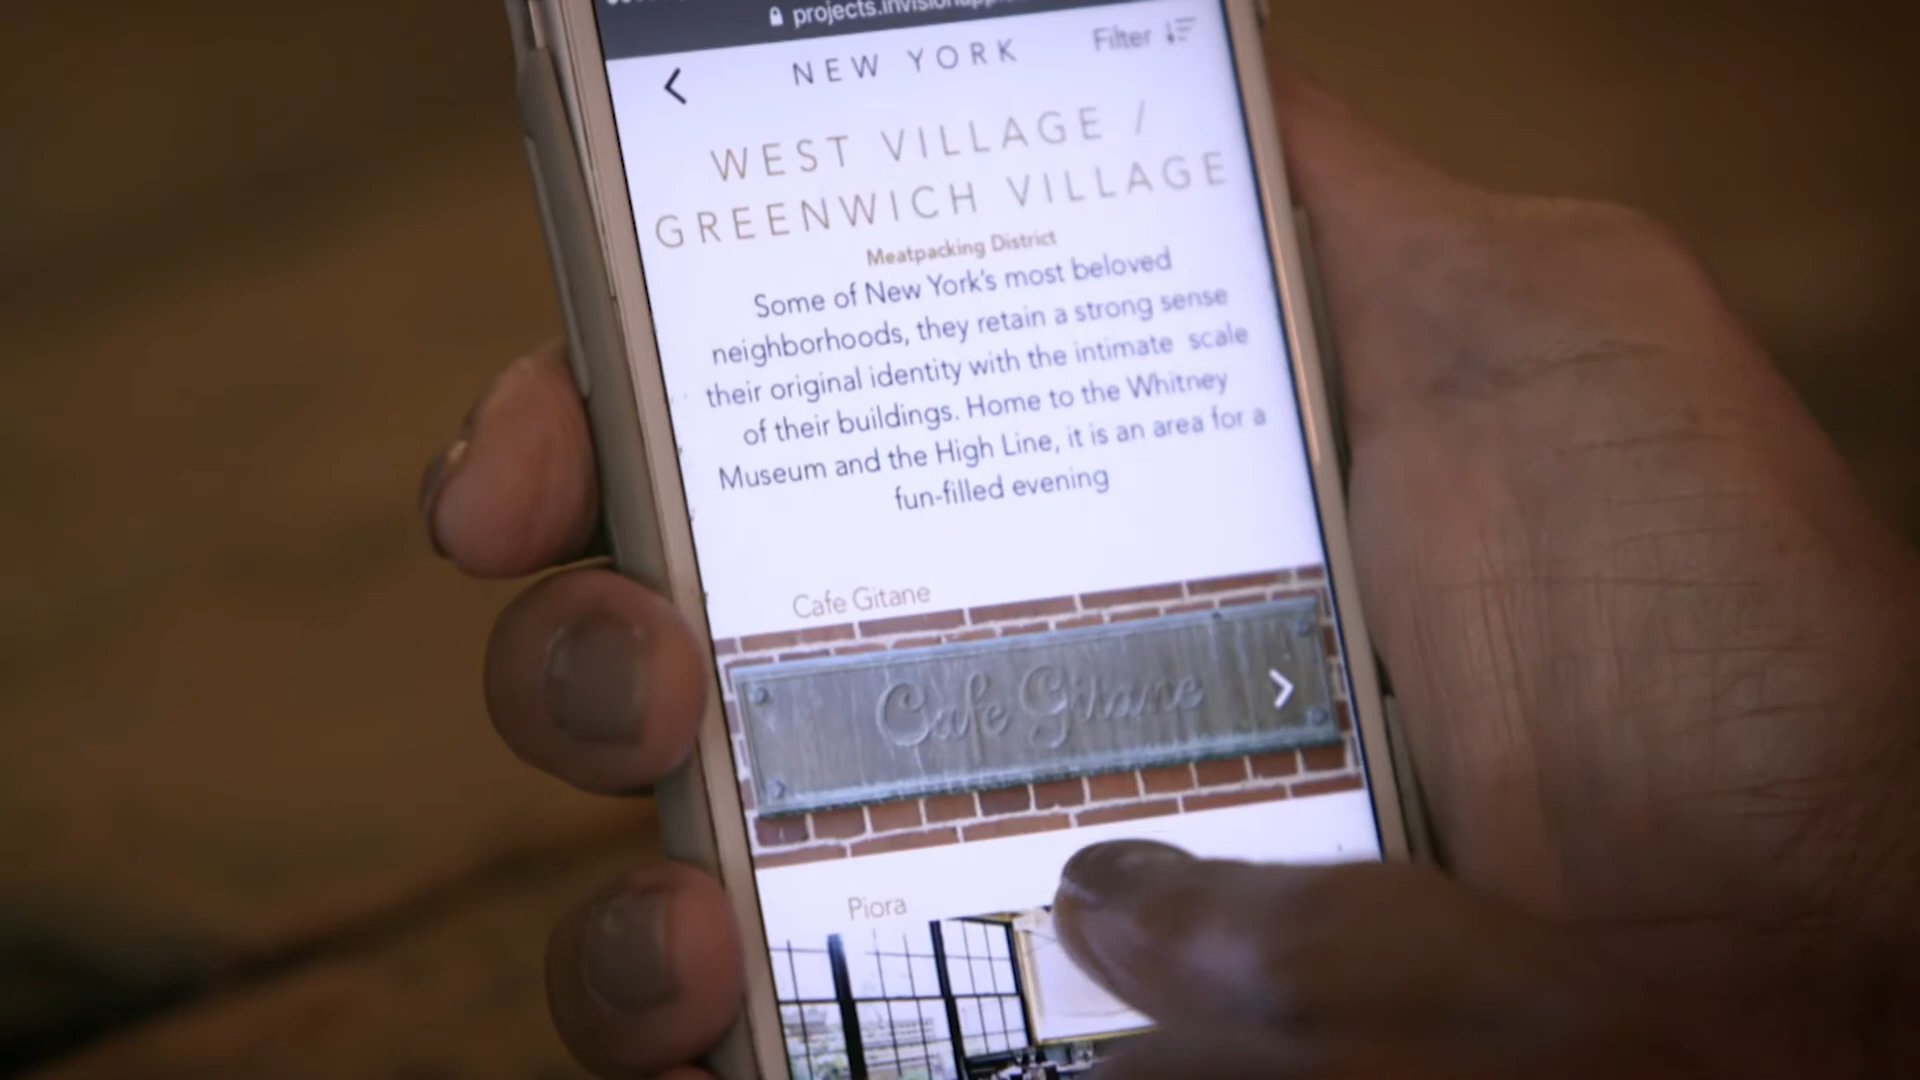 NEW YORK
Filter
WEST VILLAGE /
GREENWICH VILLAGE
Meatpacking District
Some of New York's most beloved
neighborhoods, they retain a strong sense
their original identity with the intimate scale
of their buildings. Home to the Whitney
Museum and the High Line, it is an area for a
fun-filled evening
Cafe Gitane
Cafe Gitane
Piora